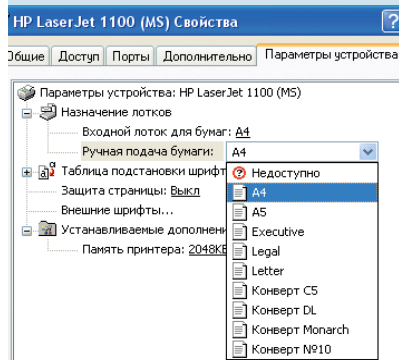 HP LaserJet 1100 (MS) Свойства
Общие Доступ Порты Дополнительно Параметры устройства
Параметры устройства: HP LaserJet 1100 (MS)
Назначение лотков
Входной лоток для бумаг: A4
Ручная подача бумаги: A4
Таблица подстановки шрифт
Недоступно
Защита страницы: Выкл
A4
Внешние шрифты...
A5
Устанавливаемые дополнени
Executive
Память принтера: 2048КБ
Legal
Letter
Конверт C5
Конверт DL
Конверт Monarch
Конверт №10